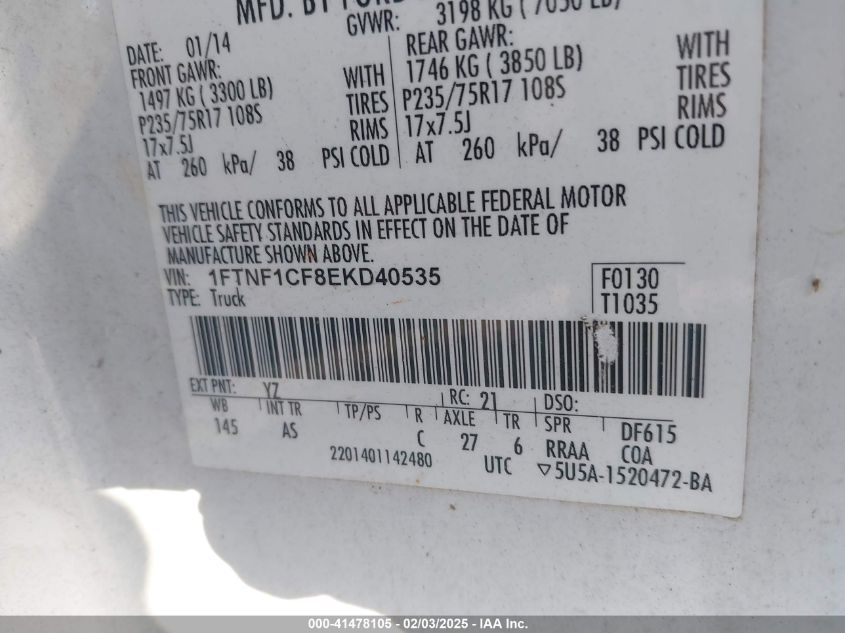 MFD. BY FORD
GVWR: 3198 KG ( 7050 LB)
DATE: 01/14
FRONT GAWR:
1497 KG ( 3300 LB) WITH
P235/75R17 108S TIRES
17x7.5J RIMS
AT 260 kPa/ 38 PSI COLD
REAR GAWR:
1746 KG ( 3850 LB) WITH
P235/75R17 108S TIRES
17x7.5J RIMS
AT 260 kPa/ 38 PSI COLD
THIS VEHICLE CONFORMS TO ALL APPLICABLE FEDERAL MOTOR
VEHICLE SAFETY STANDARDS IN EFFECT ON THE DATE OF
MANUFACTURE SHOWN ABOVE.
VIN: 1FTNF1CF8EKD40535
TYPE: Truck
F0130
T1035
EXT PNT: YZ RC: 21 DSO:
WB INT TR TP/PS R AXLE TR SPR
145 AS C 27 6 RRAA DF615
COA
2201401142480 UTC ▽5U5A-1520472-BA
000-41478105 - 02/03/2025 - IAA Holdings, LLC.